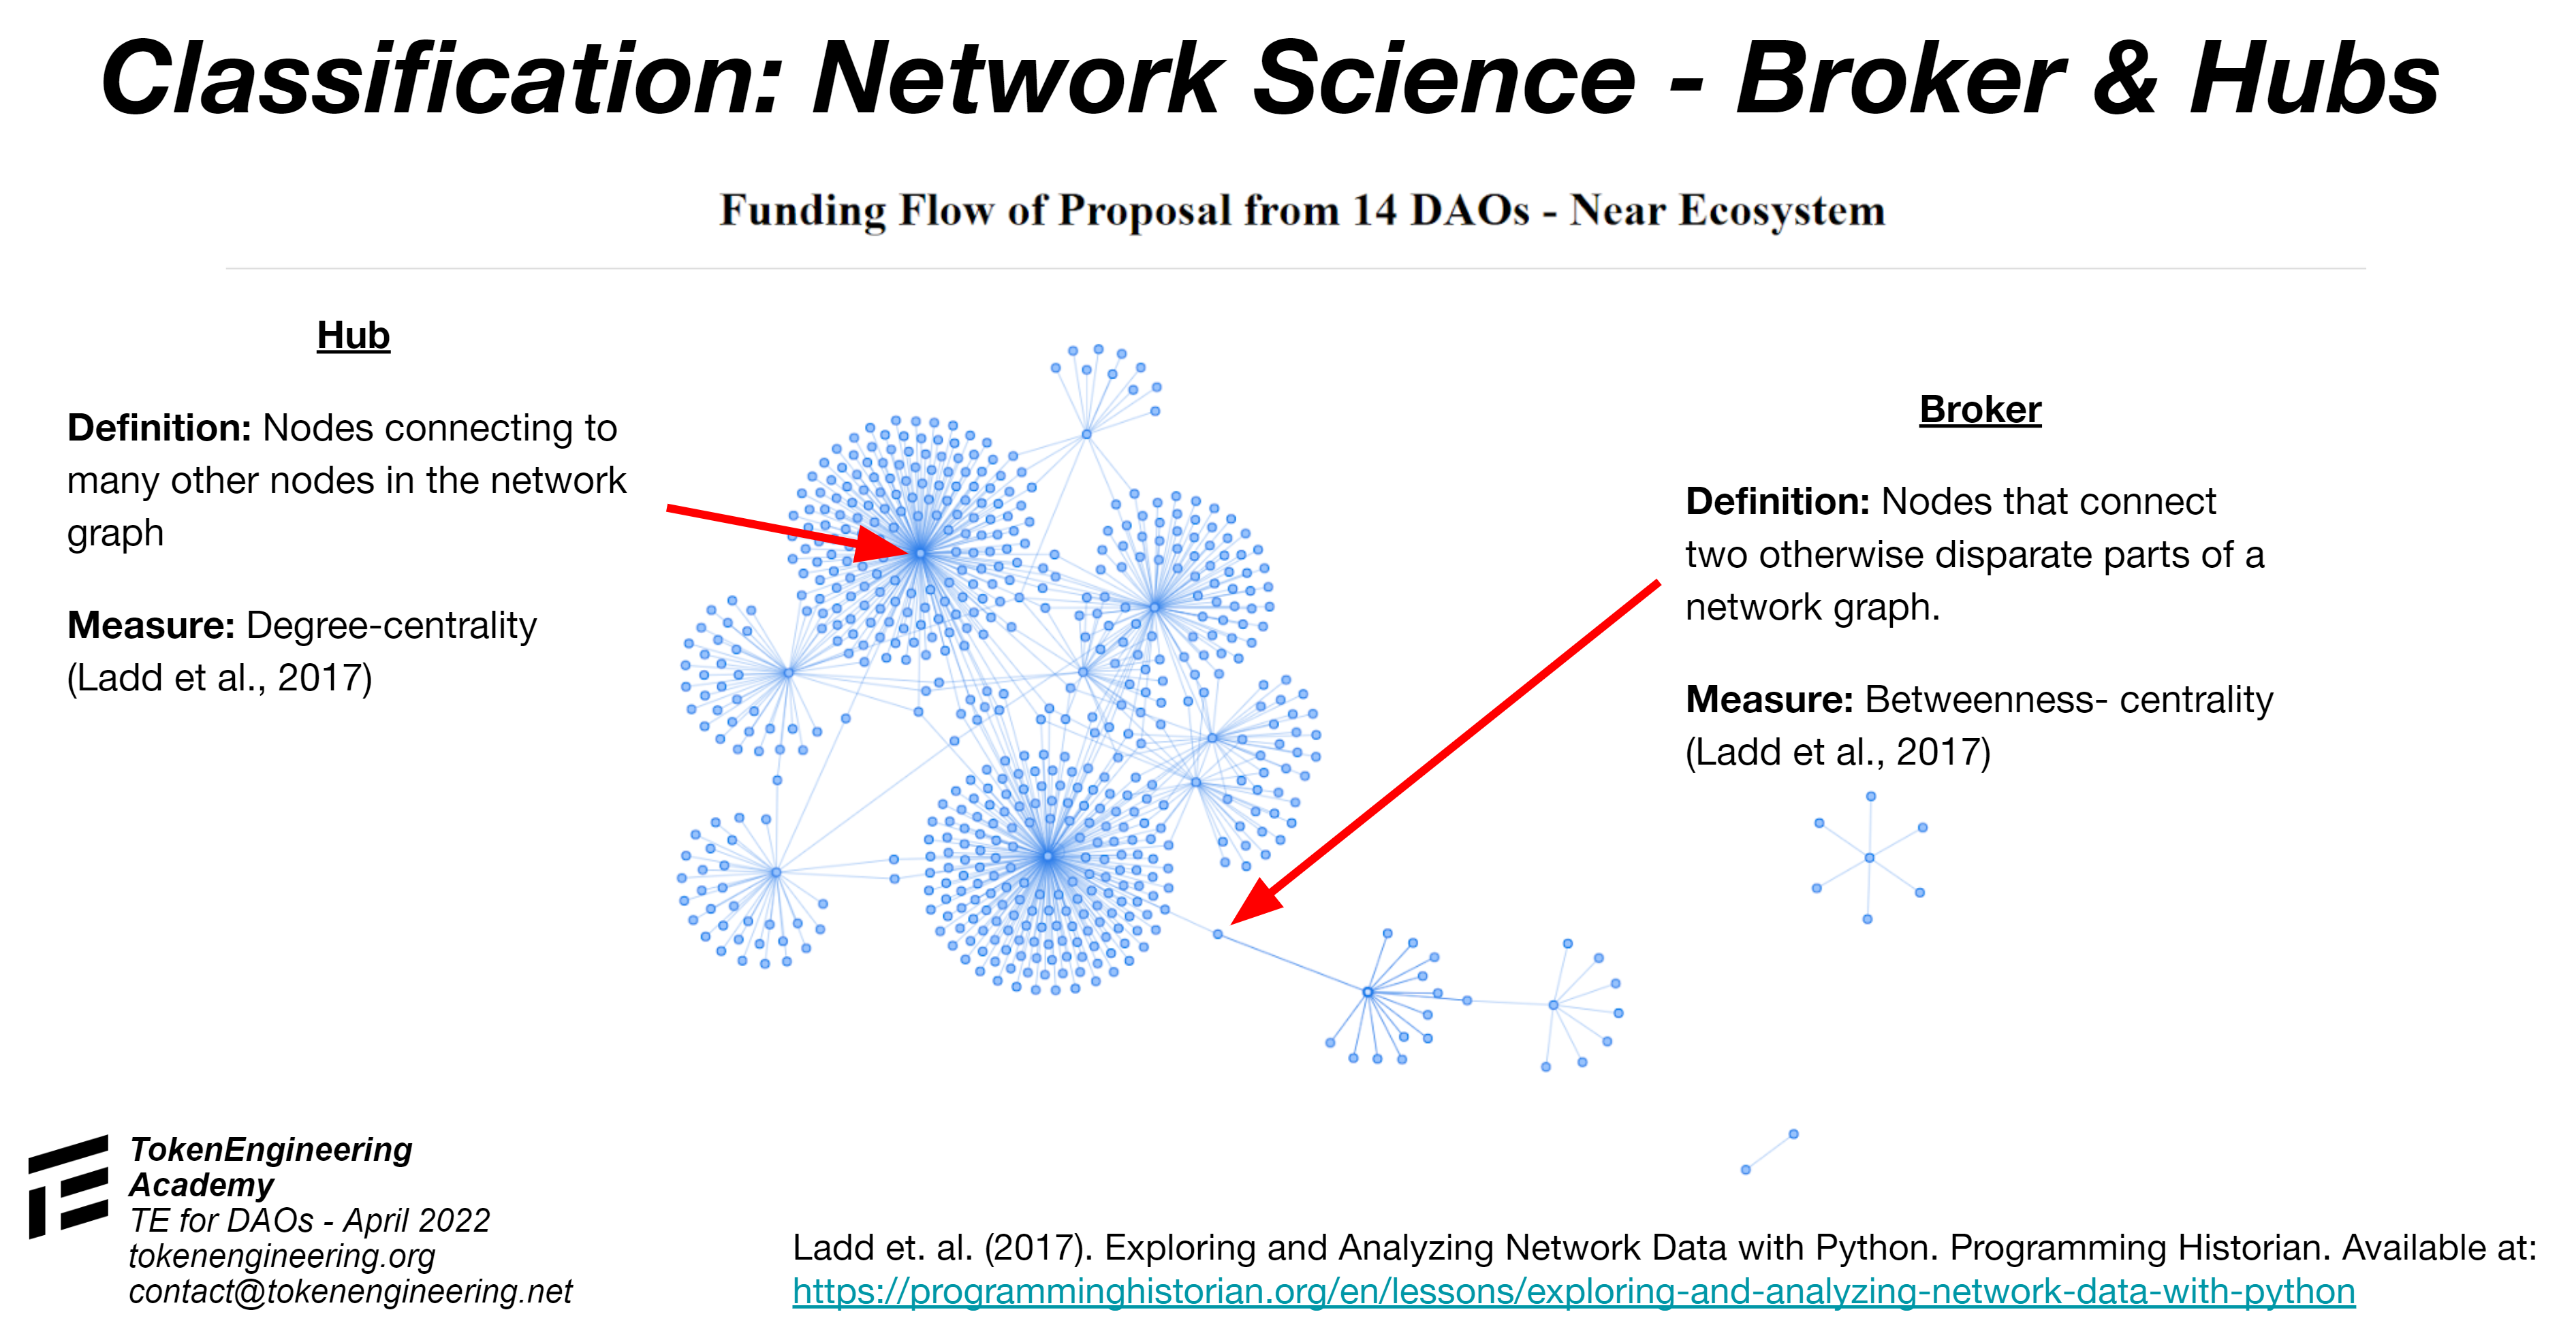 Classification: Network Science - Broker & Hubs
Funding Flow of Proposal from 14 DAOs - Near Ecosystem
Hub
Definition: Nodes connecting to
many other nodes in the network
graph
Measure: Degree-centrality
(Ladd et al., 2017)
Broker
Definition: Nodes that connect
two otherwise disparate parts of a
network graph.
Measure: Betweenness- centrality
(Ladd et al., 2017)
TokenEngineering
Academy
TE for DAOs - April 2022
tokenengineering.org
contact@tokenengineering.net
Ladd et. al. (2017). Exploring and Analyzing Network Data with Python. Programming Historian. Available at:
https://programminghistorian.org/en/lessons/exploring-and-analyzing-network-data-with-python